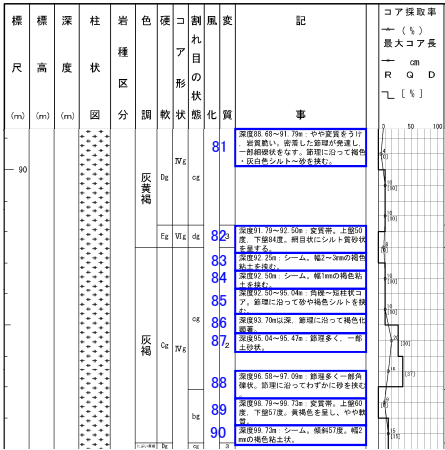 標 標 深 柱 岩 色 硬 コ 割 風 変 記 コア採取率
尺 高 度 状 種 ア れ (%)
図 区 形 目 最大コア長
分 状 の cm
状 R Q D
(m) (m) (m) 調 軟 態 化 質 事 [%]
0 50 100
81 深度88.68～91.79m:やや変質をうけ
、岩質脆い。密着した節理が発達し、
一部細礫状をなす。節理に沿って褐色
・灰白色シルト～砂を挟む。
90
灰黄褐 Dg Ⅳg cg
Eg Ⅵg dg 3
82 深度91.79～92.50m:変質帯。上盤50
度、下盤84度。網目状にシルト質砂状
を呈する。
83 深度92.25m:シーム。幅2～3mmの褐色
粘土を挟む。
84 深度92.50m:シーム。幅1mmの褐色粘
土を挟む。
85 深度92.50～95.04m:角礫～短柱状コ
ア。節理に沿って砂や褐色シルトを挟
む。
86 深度93.70m以深、節理に沿って褐色化
顕著。
灰褐 Cg Ⅳg cg 2
87 深度95.04～95.47m:節理多く、一部
土砂状。
88 深度96.58～97.09m:節理多く一部角
礫状。節理に沿ってわずかに砂を挟
む。
[37]
bg
89 深度98.79～99.73m:変質帯。上盤60
度、下盤57度。黄褐色を呈し、やや軟
質。
90 深度99.73m:シーム。傾斜57度。幅2
mmの褐色粘土状。
[15]
Dg cg 3